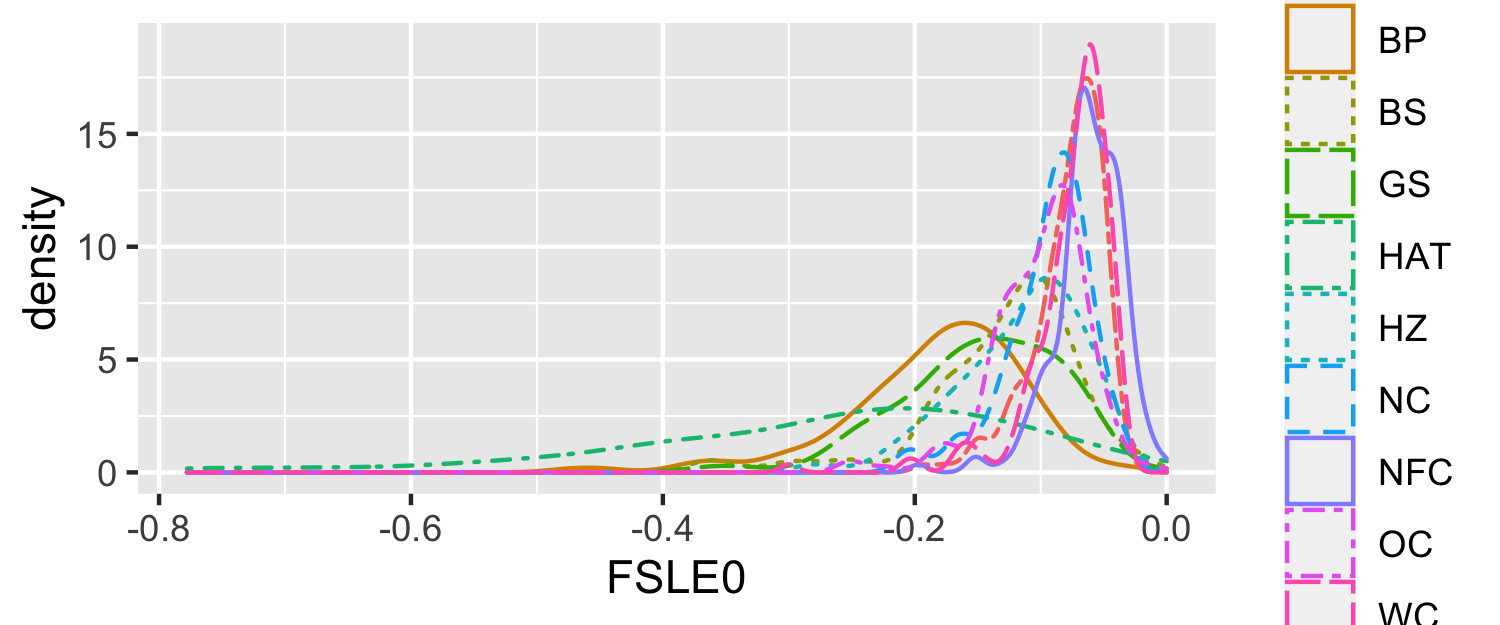 density
15
10
5
0
-0.8
-0.6
-0.4
-0.2
0.0
FSLE0
BP
BS
GS
HAT
HZ
NC
NFC
OC
WC